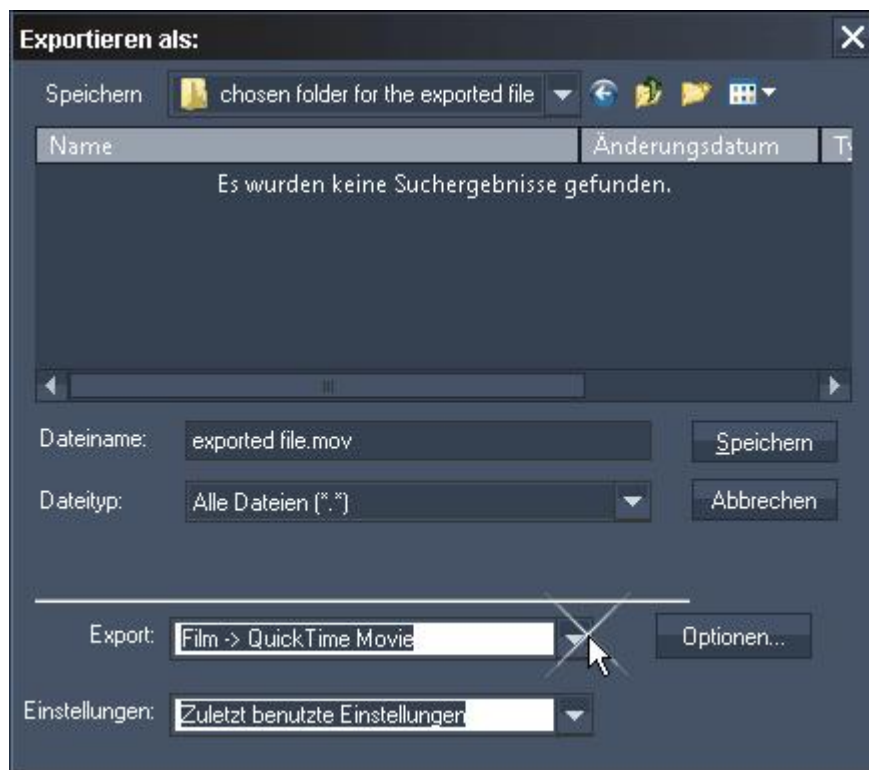 Exportieren als:
Speichern chosen folder for the exported file
Name Änderungsdatum
Es wurden keine Suchergebnisse gefunden.
Dateiname: exported file.mov Speichern
Dateityp: Alle Dateien (*.*) Abbrechen
Export: Film -> QuickTime Movie Optionen...
Einstellungen: Zuletzt benutzte Einstellungen